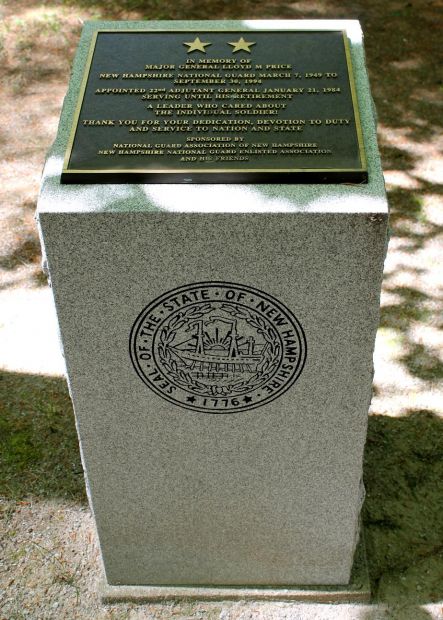 IN MEMORY OF
MAJOR GENERAL LLOYD M PRICE
NEW HAMPSHIRE NATIONAL GUARD MARCH 7, 1949 TO
SEPTEMBER 30, 1994
APPOINTED 22nd ADJUTANT GENERAL JANUARY 21, 1984
SERVING UNTIL HIS RETIREMENT
A LEADER WHO CARED ABOUT
THE INDIVIDUAL SOLDIER!
THANK YOU FOR YOUR DEDICATION, DEVOTION TO DUTY
AND SERVICE TO NATION AND STATE
SPONSORED BY
NATIONAL GUARD ASSOCIATION OF NEW HAMPSHIRE
NEW HAMPSHIRE NATIONAL GUARD ENLISTED ASSOCIATION
AND HIS FRIENDS
SEAL · OF · THE · STATE · OF · NEW HAMPSHIRE
1776